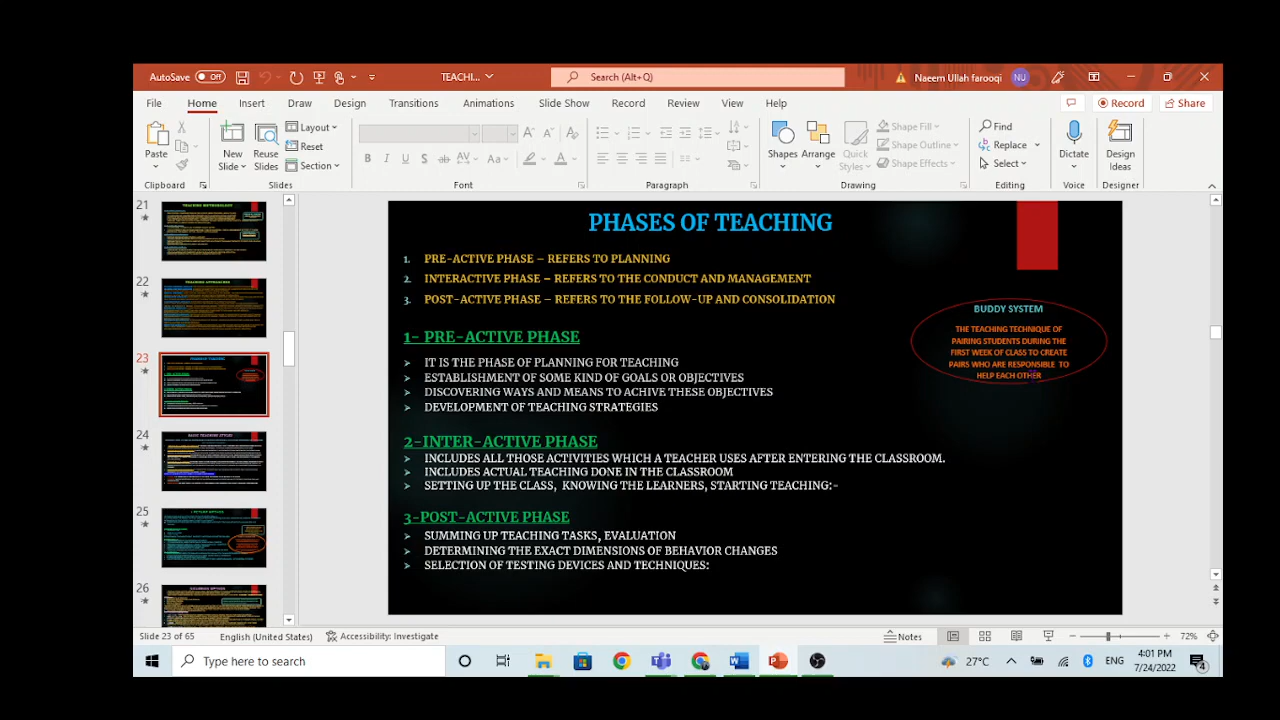 AutoSave Off TEACHI... Search (Alt+Q) Naeem Ullah farooqi NU
File Home Insert Draw Design Transitions Animations Slide Show Record Review View Help Record Share
Paste New Slide Reuse Slides Layout Reset Section
B I U S ab AV Aa A
Shapes Arrange Quick Styles Shape Fill Shape Outline Shape Effects
Find Replace Select Dictate Design Ideas
Clipboard Slides Font Paragraph Drawing Editing Voice Designer
21
TEACHING METHODOLOGY
22
TEACHING APPROACHES
23
24
BASIC TEACHING STYLES
25
26
PHASES OF TEACHING
1. PRE-ACTIVE PHASE – REFERS TO PLANNING
2. INTERACTIVE PHASE – REFERS TO THE CONDUCT AND MANAGEMENT
3. POST –ACTIVE PHASE – REFERS TO THE FOLLOW- UP AND CONSOLIDATION
1- PRE-ACTIVE PHASE
IT IS THE PHASE OF PLANNING IN TEACHING
ESTABLISHMENT OF SOME KIND OF GOALS OR OBJECTIVES
DISCOVERING WAYS AND MEANS TO ACHIVE THESE OBJECTIVES
DEVELOPMENT OF TEACHING STRATEGIES
2- INTER-ACTIVE PHASE
INCLUDES ALL THOSE ACTIVITIES WHICH A TEACHER USES AFTER ENTERING THE CLASSROOM.
ACTUAL TEACHING DONE IN THE CLASSROOM
SETTING UP THE CLASS, KNOWING THE LEARNERS, STARTING TEACHING:-
3-POST-ACTIVE PHASE
TASKS, EVALUATION
SELECTION OF TESTING DEVICES AND TECHNIQUES:
BUDDY SYSTEM
THE TEACHING TECHNIQUE OF
PAIRING STUDENTS DURING THE
FIRST WEEK OF CLASS TO CREATE
PAIRS WHO ARE RESPONSIBLE TO
HELP EACH OTHER
Slide 23 of 65 English (United States) Accessibility: Investigate Notes 72%
Type here to search 27°C ENG 4:01 PM
7/24/2022 4